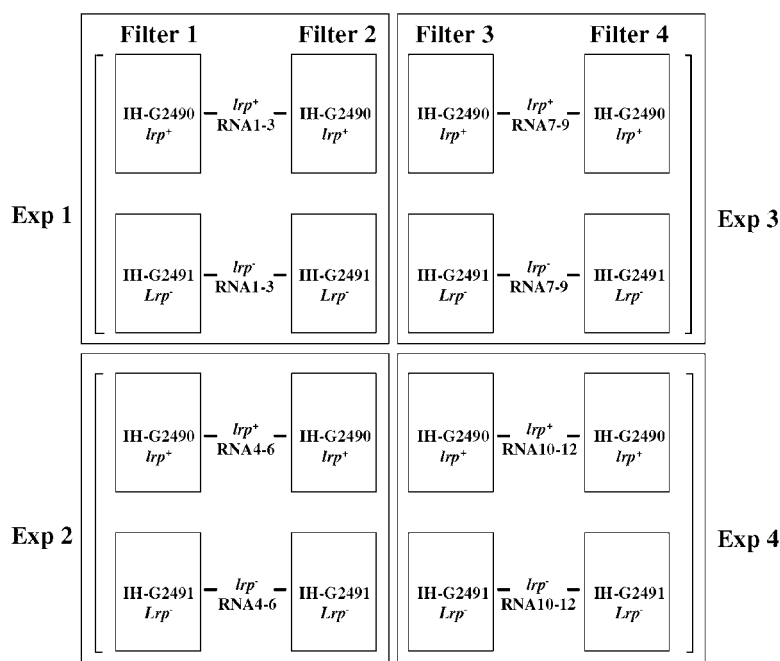 Filter 1 Filter 2 Filter 3 Filter 4
IH-G2490 lrp⁺ IH-G2490 IH-G2490 lrp⁺ IH-G2490
lrp⁺ RNA1-3 lrp⁺ lrp⁺ RNA7-9 lrp⁺
Exp 1 Exp 3
IH-G2491 lrp⁻ IH-G2491 IH-G2491 lrp⁻ IH-G2491
Lrp⁻ RNA1-3 Lrp⁻ Lrp⁻ RNA7-9 Lrp⁻
IH-G2490 lrp⁺ IH-G2490 IH-G2490 lrp⁺ IH-G2490
lrp⁺ RNA4-6 lrp⁺ lrp⁺ RNA10-12 lrp⁺
Exp 2 Exp 4
IH-G2491 lrp⁻ IH-G2491 IH-G2491 lrp⁻ IH-G2491
Lrp⁻ RNA4-6 Lrp⁻ Lrp⁻ RNA10-12 Lrp⁻